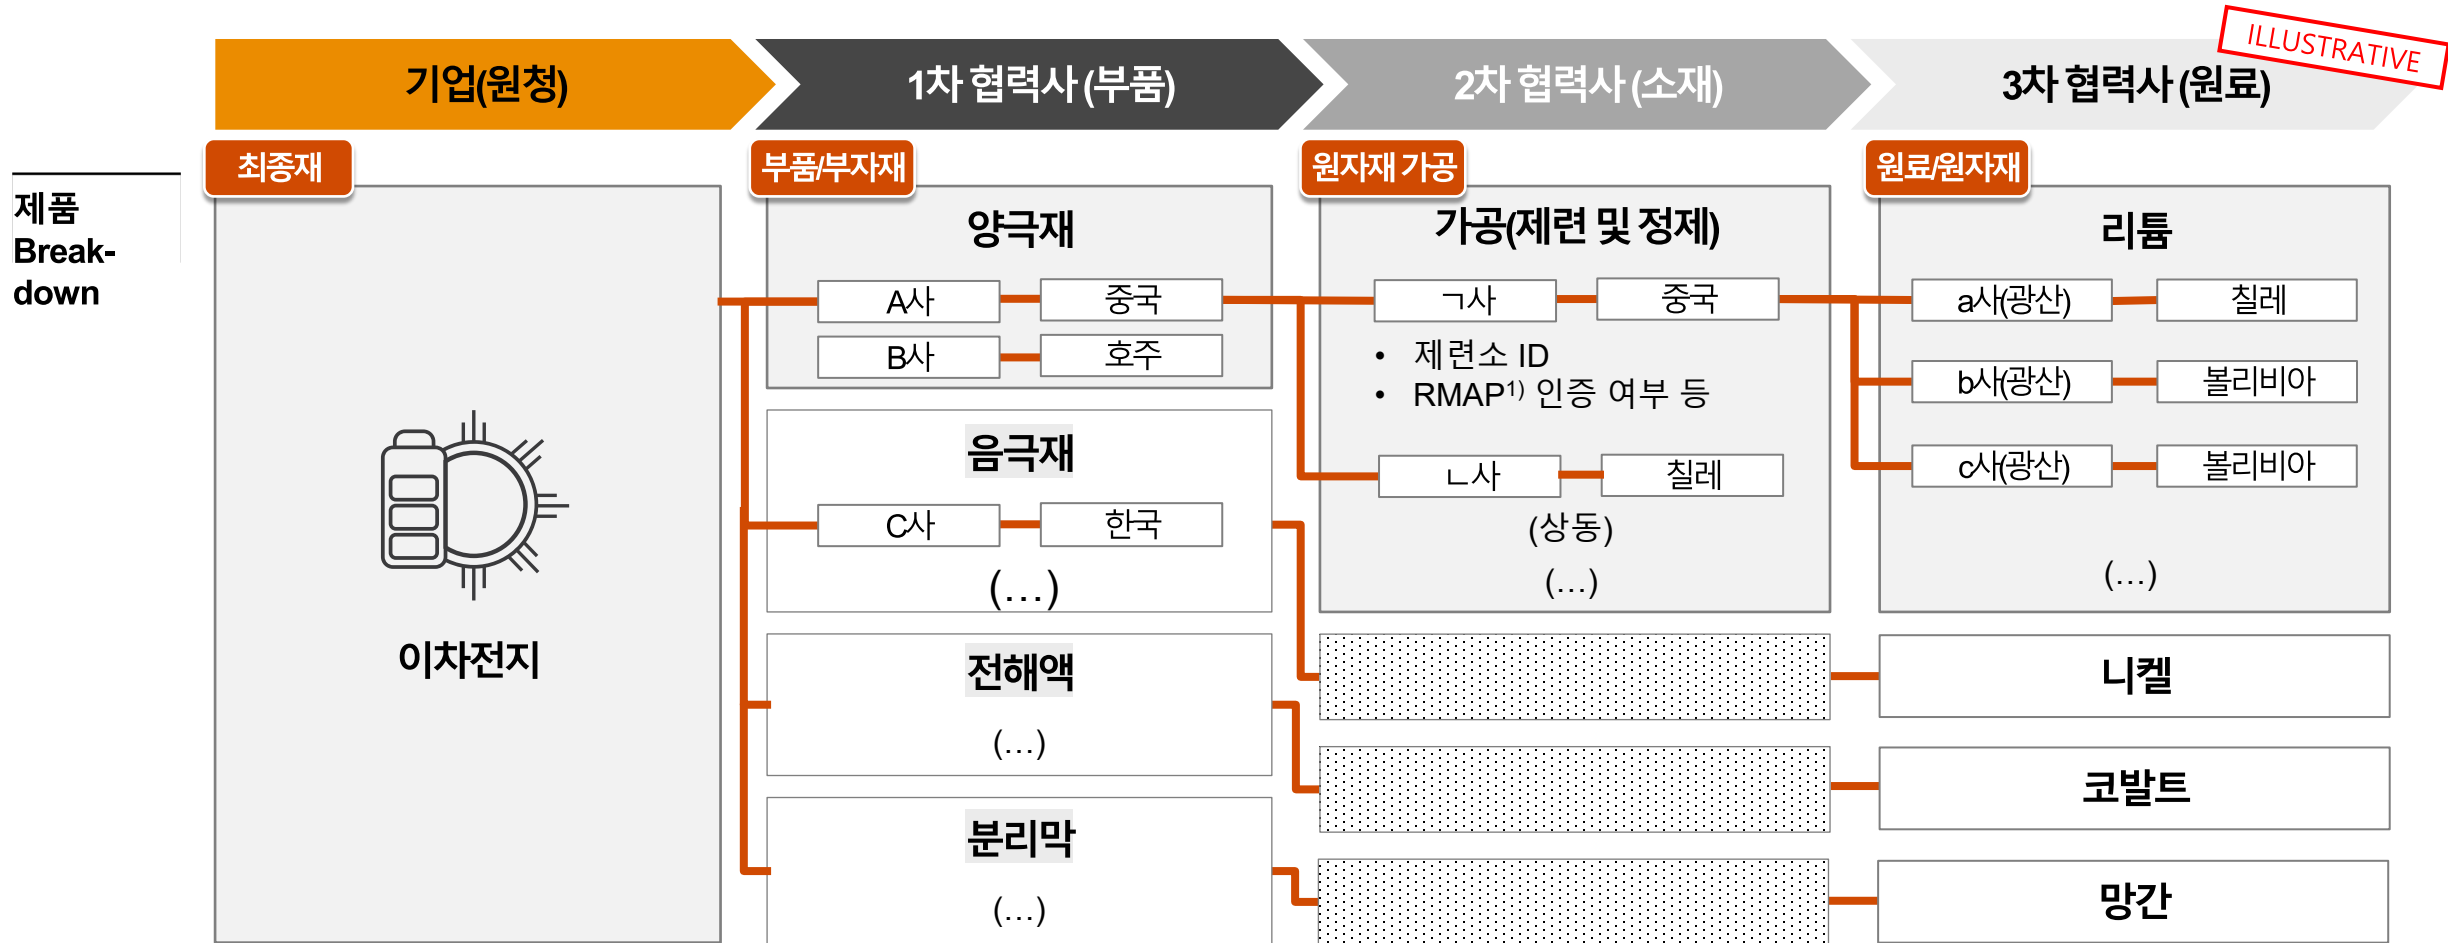 ILLUSTRATIVE
기업(원청)
1차 협력사 (부품)
2차 협력사 (소재)
3차 협력사 (원료)
제품
Break-
down
최종재
이차전지
부품/부자재
양극재
A사
중국
B사
호주
음극재
C사
한국
(...)
전해액
(...)
분리막
(...)
원자재 가공
가공(제련 및 정제)
ㄱ사
중국
• 제련소 ID
• RMAP1) 인증 여부 등
ㄴ사
칠레
(상동)
(...)
원료/원자재
리튬
a사(광산)
칠레
b사(광산)
볼리비아
c사(광산)
볼리비아
(...)
니켈
코발트
망간